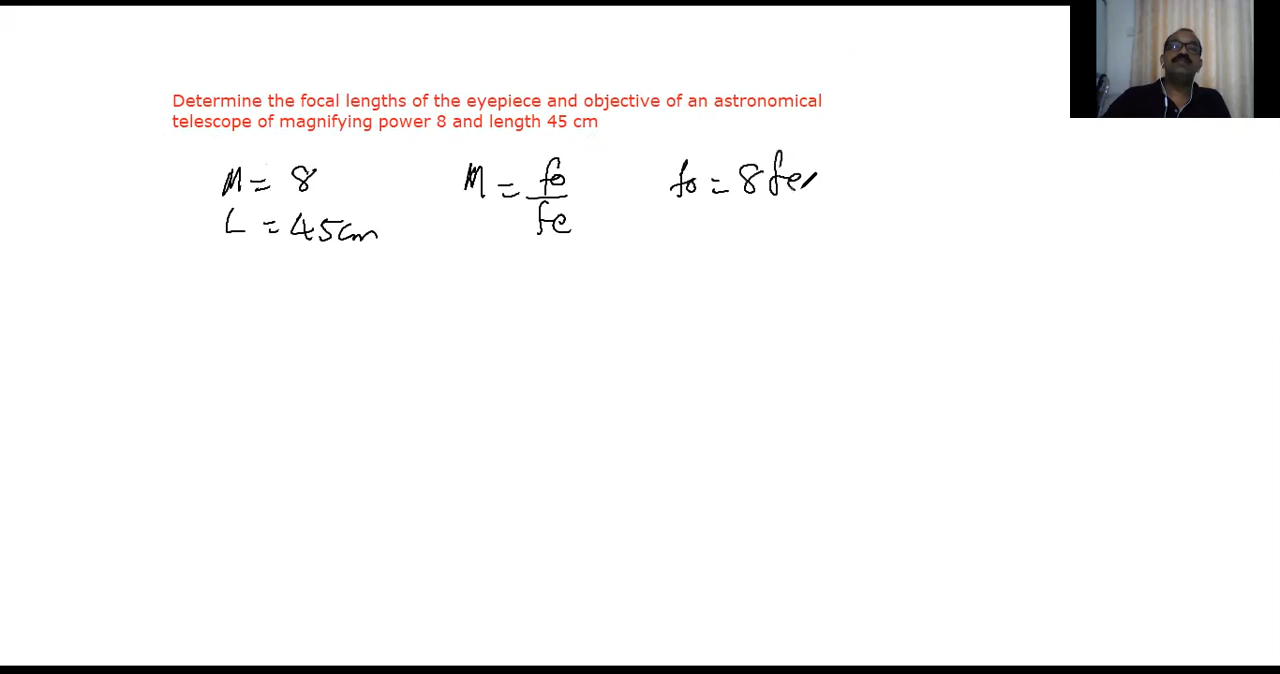 Determine the focal lengths of the eyepiece and objective of an astronomical
telescope of magnifying power 8 and length 45 cm
M = 8
L = 45cm
M = fo/fe
fo = 8fe